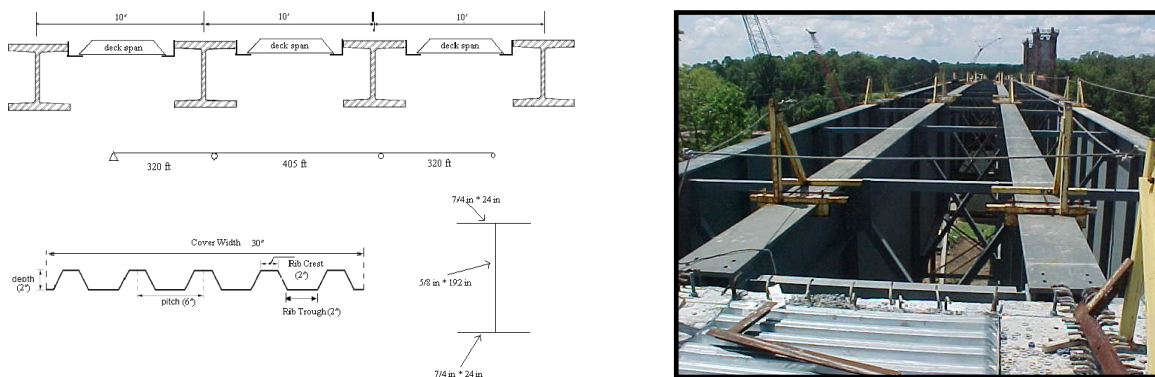 10' 10' 10'
deck span deck span deck span
320 ft 405 ft 320 ft
7/4 in * 24 in
Cover Width 30"
depth
(2")
Rib Crest
(2")
pitch (6")
Rib Trough (2")
5/8 in * 192 in
7/4 in * 24 in